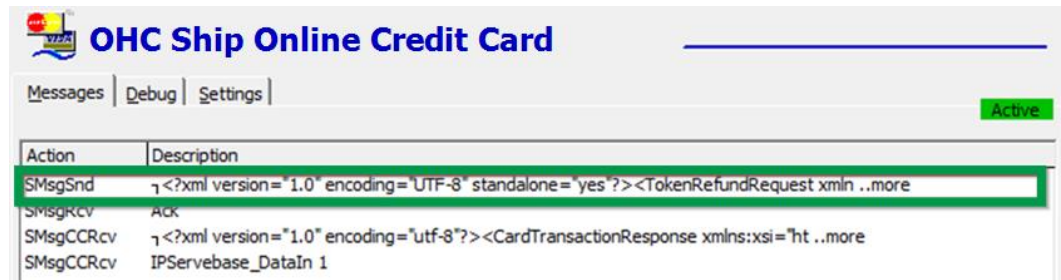 VISA
OHC Ship Online Credit Card
Messages Debug Settings
Active
Action Description
SMsgSnd ┐<?xml version="1.0" encoding="UTF-8" standalone="yes"?><TokenRefundRequest xmln ..more
SMsgRcv Ack
SMsgCCRcv ┐<?xml version="1.0" encoding="utf-8"?><CardTransactionResponse xmlns:xsi="ht ..more
SMsgCCRcv IPServebase_DataIn 1